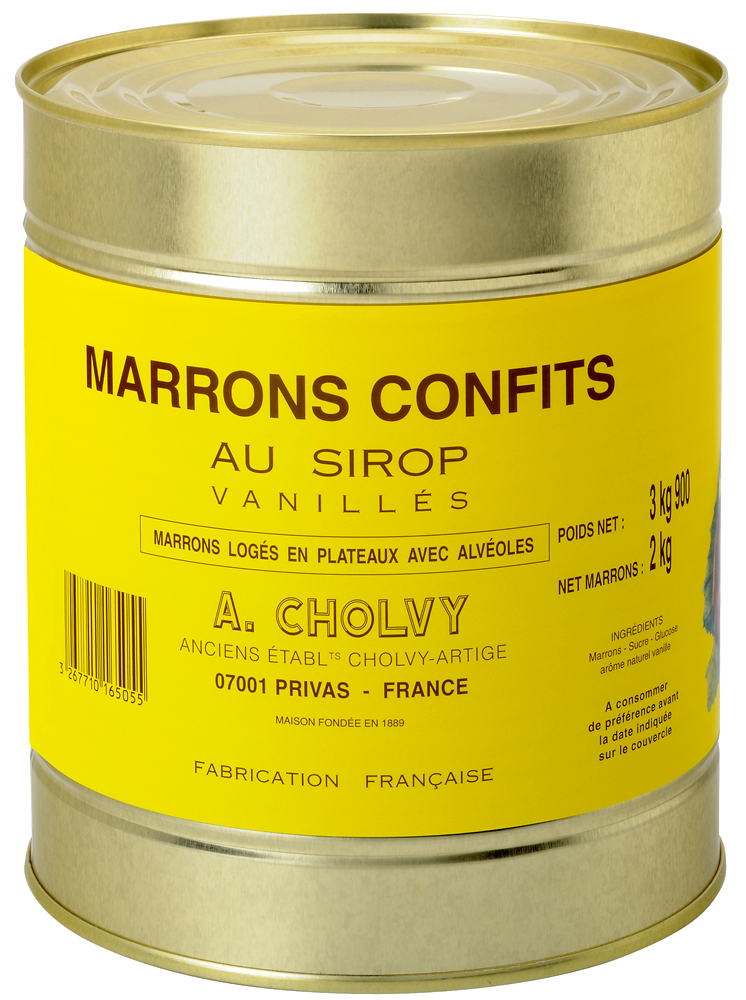 MARRONS CONFITS
AU SIROP
VANILLÉS
MARRONS LOGÉS EN PLATEAUX AVEC ALVÉOLES
A. CHOLVY
ANCIENS ÉTABLTS CHOLVY-ARTIGE
07001 PRIVAS - FRANCE
MAISON FONDÉE EN 1889
FABRICATION FRANÇAISE
3 267710 165055
POIDS NET : 3 kg 900
NET MARRONS : 2 kg
INGRÉDIENTS
Marrons - Sucre - Glucose
arôme naturel vanille
A consommer
de préférence avant
la date indiquée
sur le couvercle